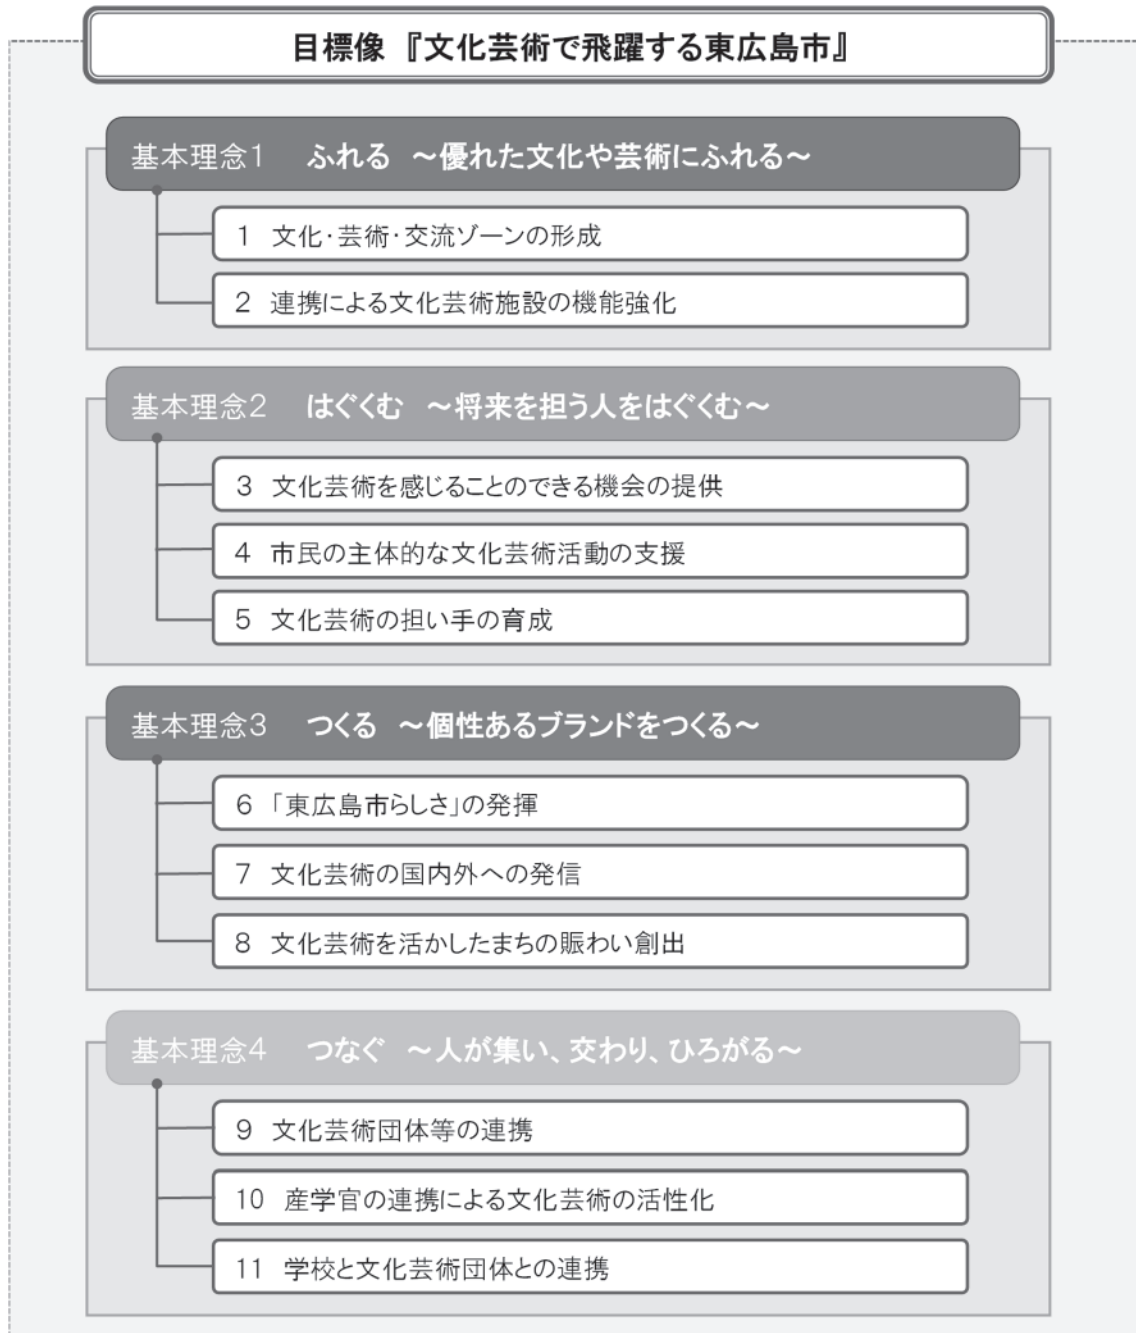 目標像『文化芸術で飛躍する東広島市』
基本理念1 ふれる ～優れた文化や芸術にふれる～
1 文化・芸術・交流ゾーンの形成
2 連携による文化芸術施設の機能強化
基本理念2 はぐくむ ～将来を担う人をはぐくむ～
3 文化芸術を感じることのできる機会の提供
4 市民の主体的な文化芸術活動の支援
5 文化芸術の担い手の育成
基本理念3 つくる ～個性あるブランドをつくる～
6 「東広島市らしさ」の発揮
7 文化芸術の国内外への発信
8 文化芸術を活かしたまちの賑わい創出
基本理念4 つなぐ ～人が集い、交わり、ひろがる～
9 文化芸術団体等の連携
10 産学官の連携による文化芸術の活性化
11 学校と文化芸術団体との連携